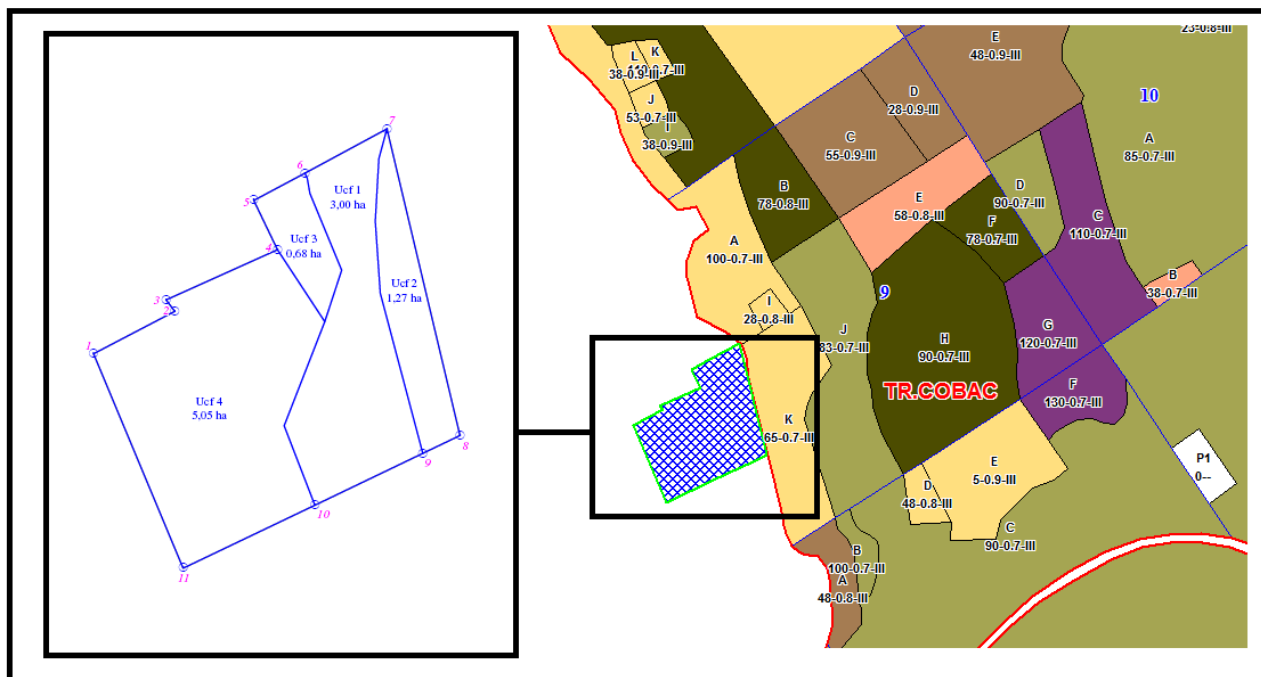 7
6
5
Ucf 1
3,00 ha
4
Ucf 3
0,68 ha
Ucf 2
1,27 ha
3
2
1
Ucf 4
5,05 ha
8
9
10
11
L
38-0.9-III
K
110-0.7-III
J
53-0.7-III
I
38-0.9-III
E
48-0.9-III
23-0.8-III
10
D
28-0.9-III
C
55-0.9-III
A
85-0.7-III
B
78-0.8-III
E
58-0.8-III
D
90-0.7-III
F
78-0.7-III
C
110-0.7-III
A
100-0.7-III
B
38-0.7-III
9
I
28-0.8-III
J
83-0.7-III
H
90-0.7-III
G
120-0.7-III
TR.COBAC
F
130-0.7-III
K
65-0.7-III
P1
0--
E
5-0.9-III
D
48-0.8-III
C
90-0.7-III
B
100-0.7-III
A
48-0.8-III